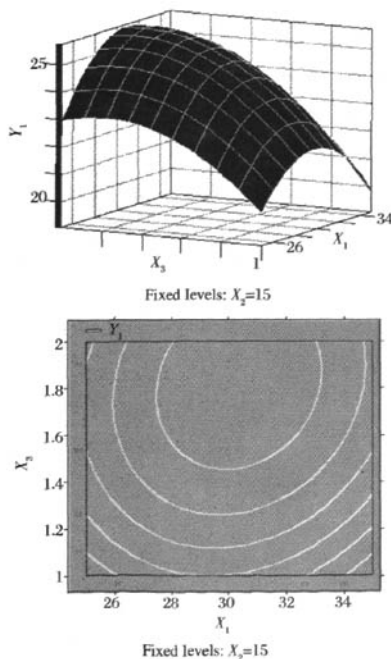 25
Y₁
20
34
26
X₁
X₃
1
Fixed levels: X₂=15
Y₁
2
1.8
1.6
X₃
1.4
1.2
1
26 28 30 32 34
X₁
Fixed levels: X₂=15